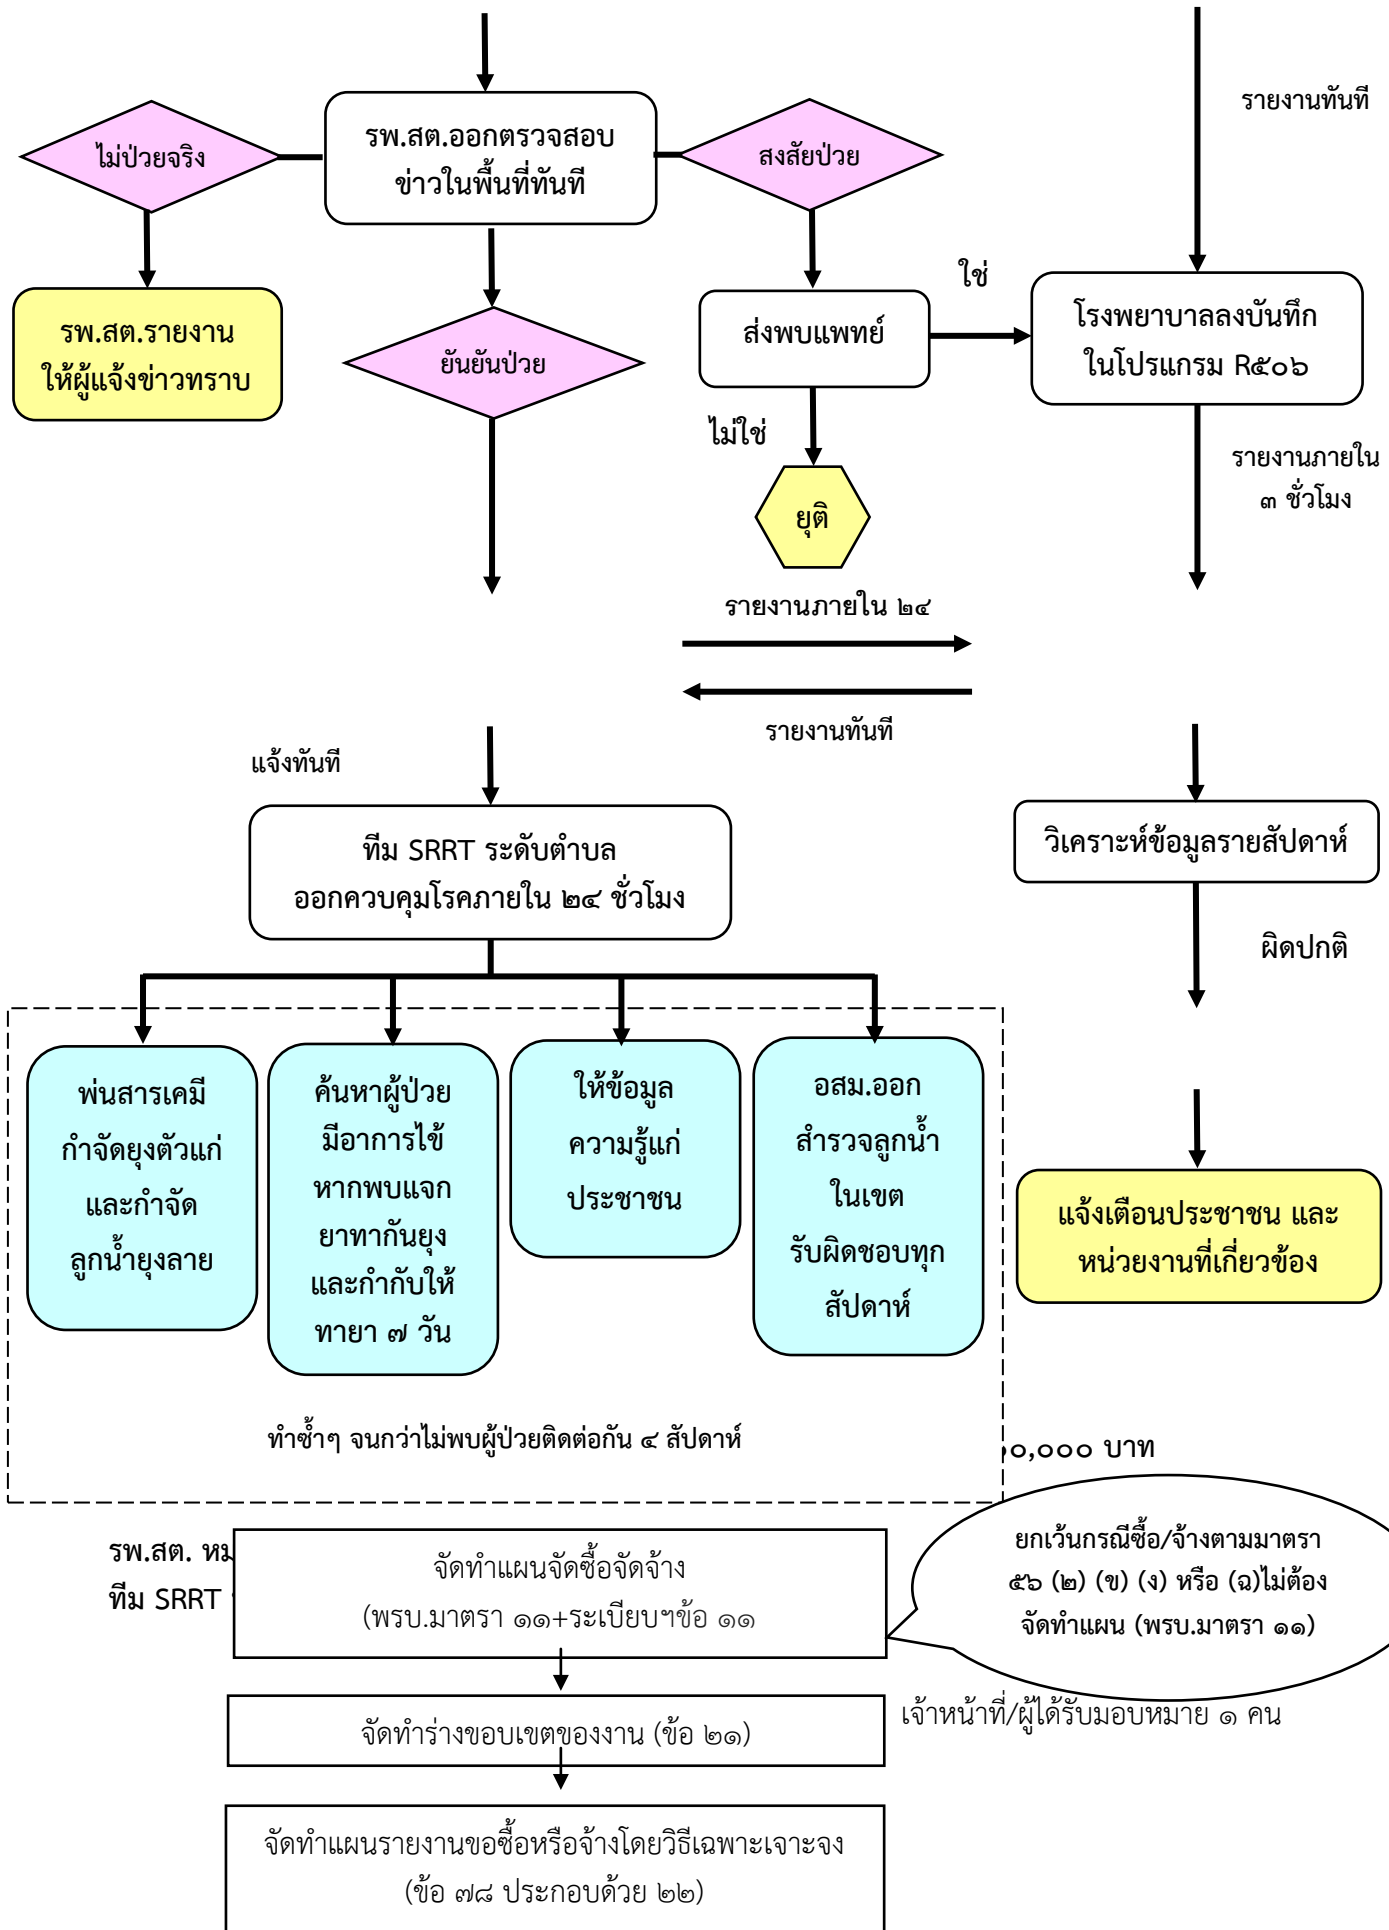 รายงานทันที
รพ.สต.ออกตรวจสอบ
ข่าวในพื้นที่ทันที
ไม่ป่วยจริง
สงสัยป่วย
ใช่
รพ.สต.รายงาน
ให้ผู้แจ้งข่าวทราบ
ยันยันป่วย
ส่งพบแพทย์
โรงพยาบาลลงบันทึก
ในโปรแกรม R๕๐๖
ไม่ใช่
รายงานภายใน
๓ ชั่วโมง
ยุติ
รายงานภายใน ๒๔
รายงานทันที
แจ้งทันที
ทีม SRRT ระดับตำบล
ออกควบคุมโรคภายใน ๒๔ ชั่วโมง
วิเคราะห์ข้อมูลรายสัปดาห์
ผิดปกติ
พ่นสารเคมี
กำจัดยุงตัวแก่
และกำจัด
ลูกน้ำยุงลาย
ค้นหาผู้ป่วย
มีอาการไข้
หากพบแจก
ยาทากันยุง
และกำกับให้
ทายา ๗ วัน
ให้ข้อมูล
ความรู้แก่
ประชาชน
อสม.ออก
สำรวจลูกน้ำ
ในเขต
รับผิดชอบทุก
สัปดาห์
แจ้งเตือนประชาชน และ
หน่วยงานที่เกี่ยวข้อง
ทำซ้ำๆ จนกว่าไม่พบผู้ป่วยติดต่อกัน ๔ สัปดาห์
๐,๐๐๐ บาท
รพ.สต.
ทีม SRRT
จัดทำแผนจัดซื้อจัดจ้าง
(พรบ.มาตรา ๑๑+ระเบียบฯข้อ ๑๑
ยกเว้นกรณีซื้อ/จ้างตามมาตรา
๕๖ (๒) (ข) (ง) หรือ (ฉ)ไม่ต้อง
จัดทำแผน (พรบ.มาตรา ๑๑)
จัดทำร่างขอบเขตของงาน (ข้อ ๒๑)
เจ้าหน้าที่/ผู้ได้รับมอบหมาย ๑ คน
จัดทำแผนรายงานขอซื้อหรือจ้างโดยวิธีเฉพาะเจาะจง
(ข้อ ๗๘ ประกอบด้วย ๒๒)